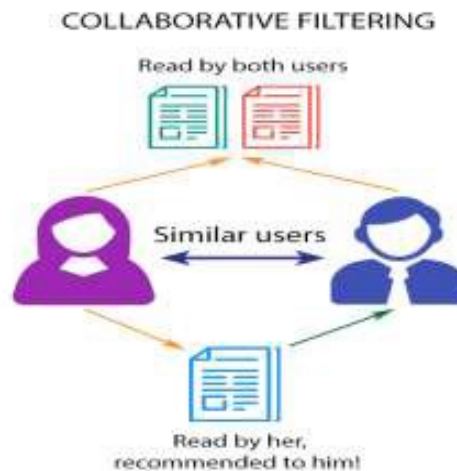 COLLABORATIVE FILTERING
Read by both users
Similar users
Read by her,
recommended to him!